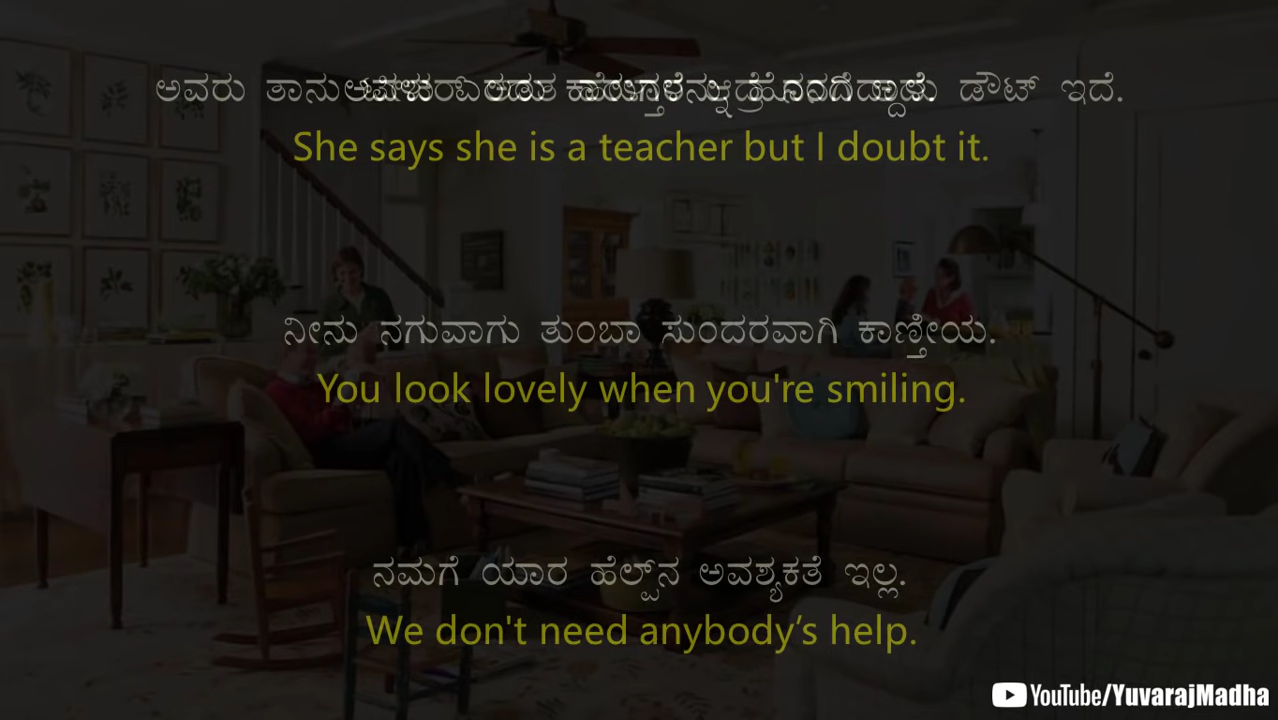 ಅವರು ತಾನು ಡೌಟ್ ಇದೆ.
She says she is a teacher but I doubt it.
ನೀನು ನಗುವಾಗು ತುಂಬಾ ಸುಂದರವಾಗಿ ಕಾಣ್ತೀಯ.
You look lovely when you're smiling.
ನಮಗೆ ಯಾರ ಹೆಲ್ಪ್‌ನ ಅವಶ್ಯಕತೆ ಇಲ್ಲ.
We don't need anybody’s help.
YouTube/YuvarajMadha